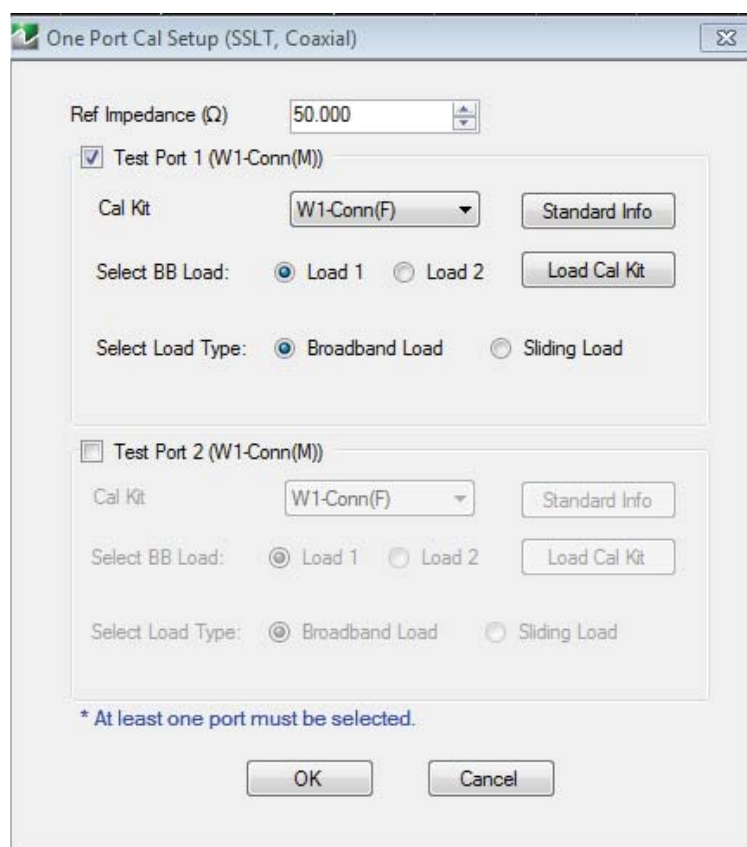 One Port Cal Setup (SSLT, Coaxial)
Ref Impedance (Ω) 50.000
Test Port 1 (W1-Conn(M))
Cal Kit W1-Conn(F) Standard Info
Select BB Load: Load 1 Load 2 Load Cal Kit
Select Load Type: Broadband Load Sliding Load
Test Port 2 (W1-Conn(M))
Cal Kit W1-Conn(F) Standard Info
Select BB Load: Load 1 Load 2 Load Cal Kit
Select Load Type: Broadband Load Sliding Load
* At least one port must be selected.
OK Cancel